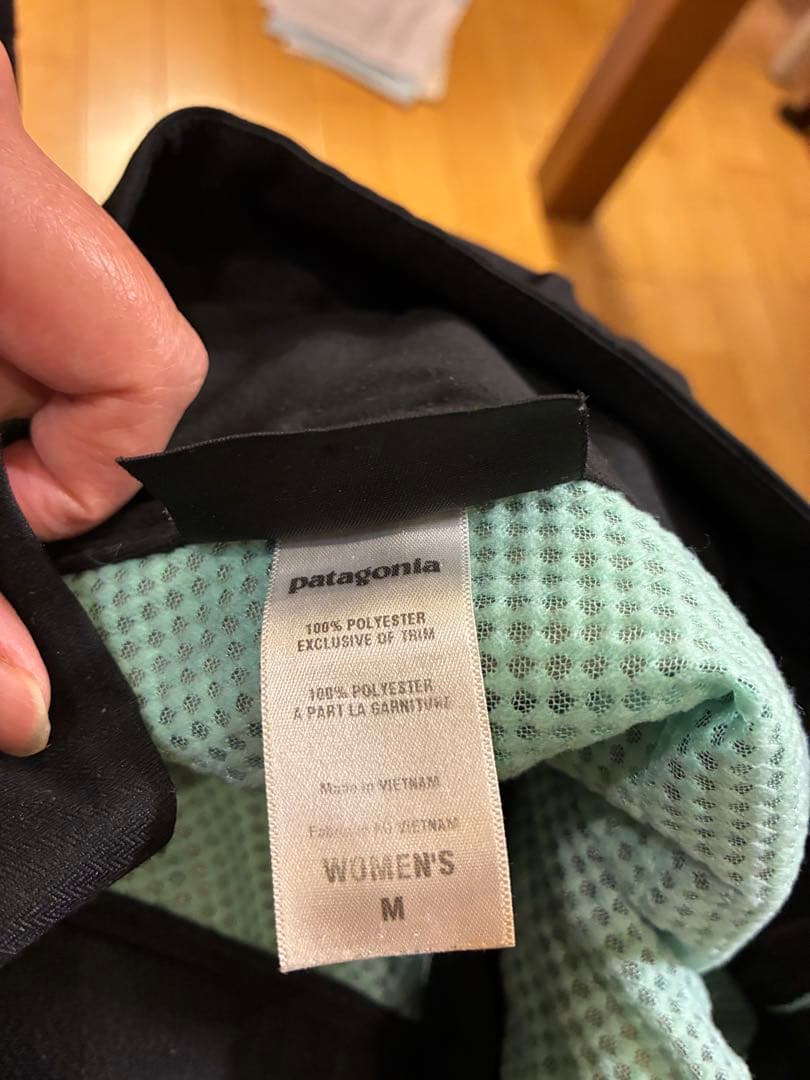 patagonia
100% POLYESTER
EXCLUSIVE OF TRIM
100% POLYESTER
A PART LA GARNITURE
Made in VIETNAM
Fabriqué AU VIETNAM
WOMEN'S
M